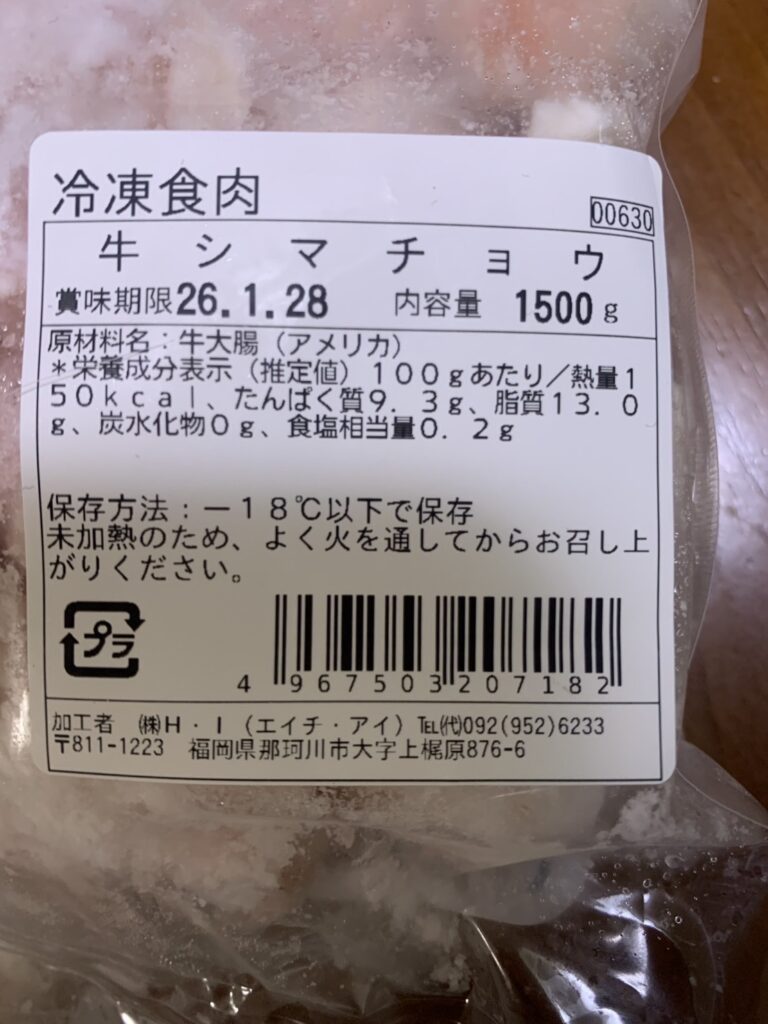 冷凍食肉
00630
牛シマチョウ
賞味期限26.1.28 内容量 1500g
原材料名：牛大腸（アメリカ）
＊栄養成分表示（推定値）１００ｇあたり／熱量１
５０ｋｃａｌ、たんぱく質９．３ｇ、脂質１３．０
ｇ、炭水化物０ｇ、食塩相当量０．２ｇ
保存方法：－１８℃以下で保存
未加熱のため、よく火を通してからお召し上
がりください。
プラ
4 967503 207182
加工者 ㈱Ｈ・Ｉ（エイチ・アイ）℡㈹092(952)6233
〒811-1223 福岡県那珂川市大字上梶原876-6